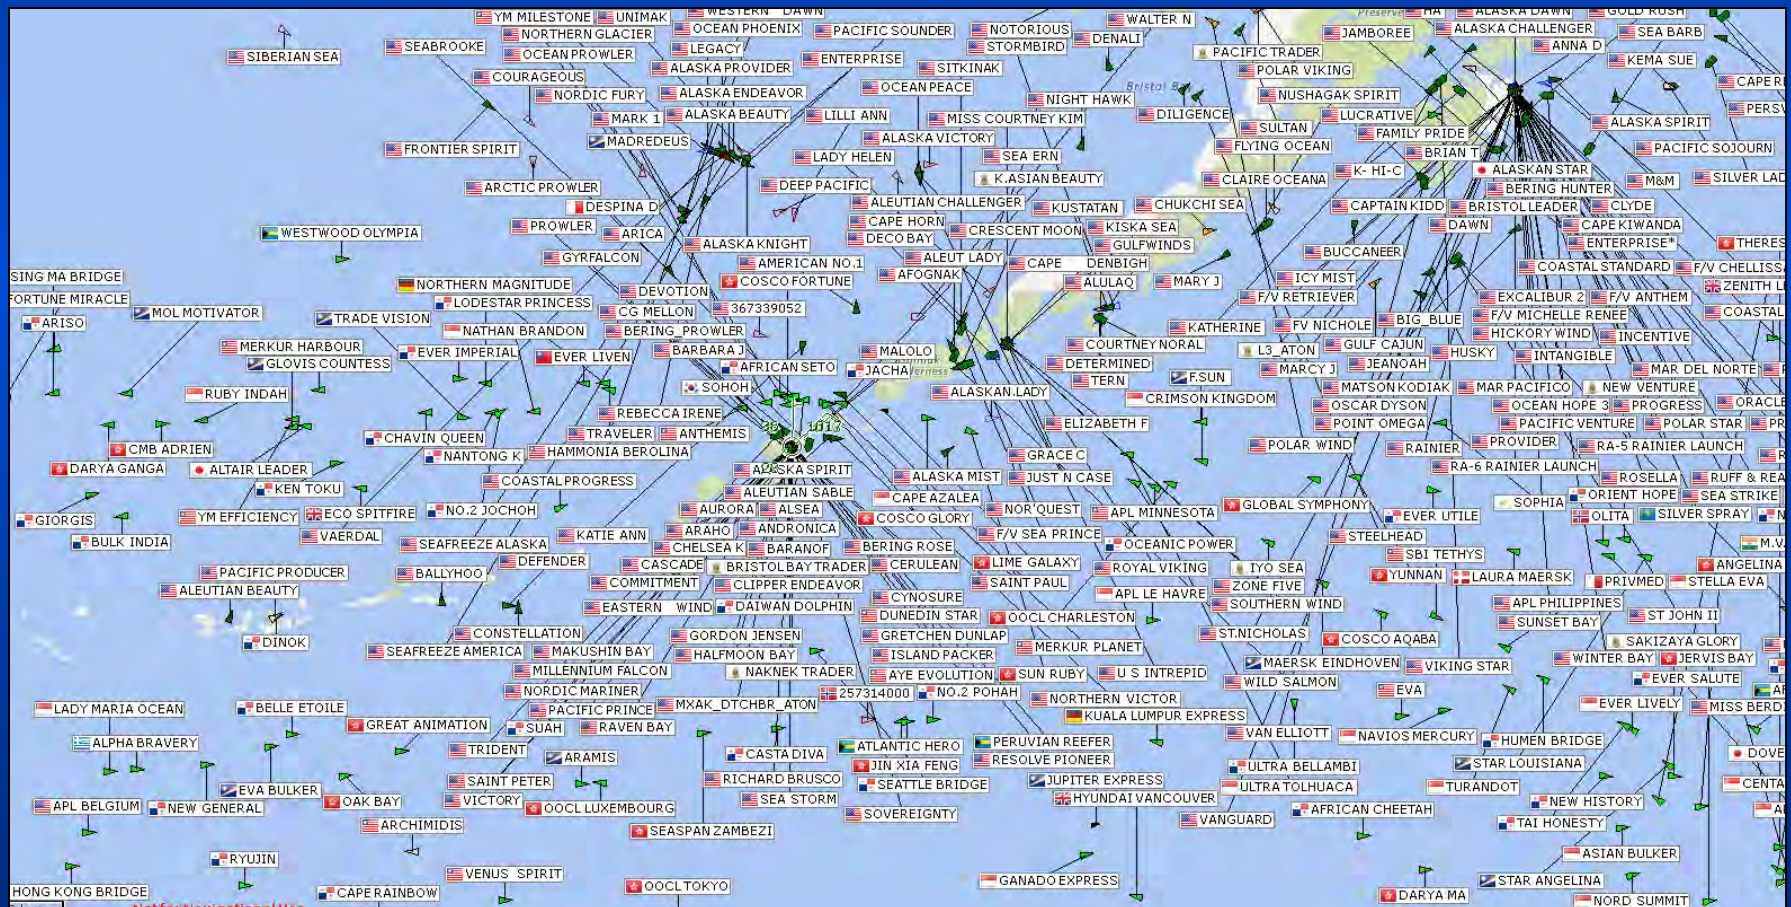 YM MILESTONE
UNIMAK
WESTERN DAWN
NORTHERN GLACIER
OCEAN PHOENIX
PACIFIC SOUNDER
NOTORIOUS
WALTER N
Preserve
HA
ALASKA DAWN
GOLD RUSH
SIBERIAN SEA
SEABROOKE
OCEAN PROWLER
LEGACY
ENTERPRISE
STORMBIRD
DENALI
PACIFIC TRADER
JAMBOREE
ALASKA CHALLENGER
SEA BARB
ANNA D
COURAGEOUS
ALASKA PROVIDER
SITKINAK
POLAR VIKING
KEMA SUE
NORDIC FURY
ALASKA ENDEAVOR
OCEAN PEACE
NIGHT HAWK
Bristol B
NUSHAGAK SPIRIT
CAPE R
MARK 1
ALASKA BEAUTY
LILLI ANN
MISS COURTNEY KIM
DILIGENCE
LUCRATIVE
ALASKA SPIRIT
PERS
FRONTIER SPIRIT
MADREDEUS
ALASKA VICTORY
SULTAN
FAMILY PRIDE
FLYING OCEAN
PACIFIC SOJOURN
LADY HELEN
SEA ERN
BRIAN T
ARCTIC PROWLER
DEEP PACIFIC
K.ASIAN BEAUTY
CLAIRE OCEANA
K- HI-C
ALASKAN STAR
M&M
SILVER LAD
DESPINA D
ALEUTIAN CHALLENGER
KUSTATAN
CHUKCHI SEA
CAPTAIN KIDD
BERING HUNTER
BRISTOL LEADER
CLYDE
WESTWOOD OLYMPIA
PROWLER
ARICA
CAPE HORN
CRESCENT MOON
KISKA SEA
DAWN
CAPE KIWANDA
ALASKA KNIGHT
DECO BAY
GULFWINDS
BUCCANEER
ENTERPRISE*
THERES
GYRFALCON
AMERICAN NO.1
ALEUT LADY
CAPE DENBIGH
COASTAL STANDARD
F/V CHELLISS
SING MA BRIDGE
NORTHERN MAGNITUDE
DEVOTION
COSCO FORTUNE
AFOGNAK
ALULAQ
MARY J
ICY MIST
ZENITH L
FORTUNE MIRACLE
LODESTAR PRINCESS
F/V RETRIEVER
EXCALIBUR 2
F/V ANTHEM
ARISO
MOL MOTIVATOR
TRADE VISION
CG MELLON
367339052
F/V MICHELLE RENEE
COASTAL
NATHAN BRANDON
BERING_PROWLER
KATHERINE
FV NICHOLE
BIG_BLUE
HICKORY WIND
INCENTIVE
MERKUR HARBOUR
EVER IMPERIAL
EVER LIVEN
BARBARA J
MALOLO
COURTNEY NORAL
L3_ATON
GULF CAJUN
HUSKY
INTANGIBLE
GLOVIS COUNTESS
AFRICAN SETO
JACHA
DETERMINED
MARCY J
JEANOAH
MAR DEL NORTE
RUBY INDAH
SOHOH
ALASKAN LADY
TERN
F.SUN
MATSON KODIAK
MAR PACIFICO
NEW VENTURE
CRIMSON KINGDOM
OSCAR DYSON
OCEAN HOPE 3
PROGRESS
ORACLE
REBECCA IRENE
ELIZABETH F
POINT OMEGA
PACIFIC VENTURE
POLAR STAR
CHAVIN QUEEN
TRAVELER
ANTHEMIS
POLAR WIND
RAINIER
PROVIDER
RA-5 RAINIER LAUNCH
CMB ADRIEN
NANTONG K
HAMMONIA BEROLINA
GRACE C
RA-6 RAINIER LAUNCH
DARYA GANGA
ALTAIR LEADER
ALASKA SPIRIT
ALASKA MIST
JUST N CASE
ROSELLA
RUFF & REA
KEN TOKU
COASTAL PROGRESS
ALEUTIAN SABLE
CAPE AZALEA
GLOBAL SYMPHONY
SOPHIA
ORIENT HOPE
SEA STRIKE
GIORGIS
YM EFFICIENCY
ECO SPITFIRE
NO.2 JOCHOH
AURORA
ALSEA
COSCO GLORY
NOR'QUEST
APL MINNESOTA
EVER UTILE
OLITA
SILVER SPRAY
BULK INDIA
VAERDAL
SEAFREEZE ALASKA
KATIE ANN
ARAHO
ANDRONICA
F/V SEA PRINCE
OCEANIC POWER
STEELHEAD
CHELSEA K
BARANOF
BERING ROSE
SBI TETHYS
M.V
PACIFIC PRODUCER
BALLYHOO
DEFENDER
CASCADE
BRISTOL BAY TRADER
CERULEAN
LIME GALAXY
ROYAL VIKING
IYO SEA
YUNNAN
LAURA MAERSK
PRIVMED
ANGELINA
STELLA EVA
ALEUTIAN BEAUTY
COMMITMENT
CLIPPER ENDEAVOR
CYNOSURE
SAINT PAUL
APL LE HAVRE
ZONE FIVE
SOUTHERN WIND
APL PHILIPPINES
EASTERN WIND
DAIWAN DOLPHIN
DUNEDIN STAR
OOCL CHARLESTON
SUNSET BAY
ST JOHN II
DINOK
CONSTELLATION
GORDON JENSEN
GRETCHEN DUNLAP
ST.NICHOLAS
COSCO AQABA
SAKIZAYA GLORY
SEAFREEZE AMERICA
MAKUSHIN BAY
HALFMOON BAY
ISLAND PACKER
MERKUR PLANET
MAERSK EINDHOVEN
VIKING STAR
WINTER BAY
JERVIS BAY
MILLENNIUM FALCON
NAKNEK TRADER
AYE EVOLUTION
SUN RUBY
U S INTREPID
WILD SALMON
EVER SALUTE
NORDIC MARINER
257314000
NO.2 POHAH
NORTHERN VICTOR
EVA
LADY MARIA OCEAN
BELLE ETOILE
PACIFIC PRINCE
MXAK_DTCHBR_ATON
EVER LIVELY
MISS BERDI
GREAT ANIMATION
SUAH
RAVEN BAY
KUALA LUMPUR EXPRESS
VAN ELLIOTT
NAVIOS MERCURY
HUMEN BRIDGE
ALPHA BRAVERY
TRIDENT
ARAMIS
CASTA DIVA
ATLANTIC HERO
PERUVIAN REEFER
DOVE
JIN XIA FENG
RESOLVE PIONEER
ULTRA BELLAMBI
STAR LOUISIANA
EVA BULKER
SAINT PETER
RICHARD BRUSCO
SEATTLE BRIDGE
JUPITER EXPRESS
ULTRA TOLHUACA
TURANDOT
CENTA
APL BELGIUM
NEW GENERAL
OAK BAY
VICTORY
OOCL LUXEMBOURG
SEA STORM
HYUNDAI VANCOUVER
AFRICAN CHEETAH
NEW HISTORY
ARCHIMIDIS
SEASPAN ZAMBEZI
SOVEREIGNTY
VANGUARD
TAI HONESTY
RYUJIN
ASIAN BULKER
HONG KONG BRIDGE
CAPE RAINBOW
VENUS SPIRIT
OOCL TOKYO
GANADO EXPRESS
DARYA MA
STAR ANGELINA
NORD SUMMIT